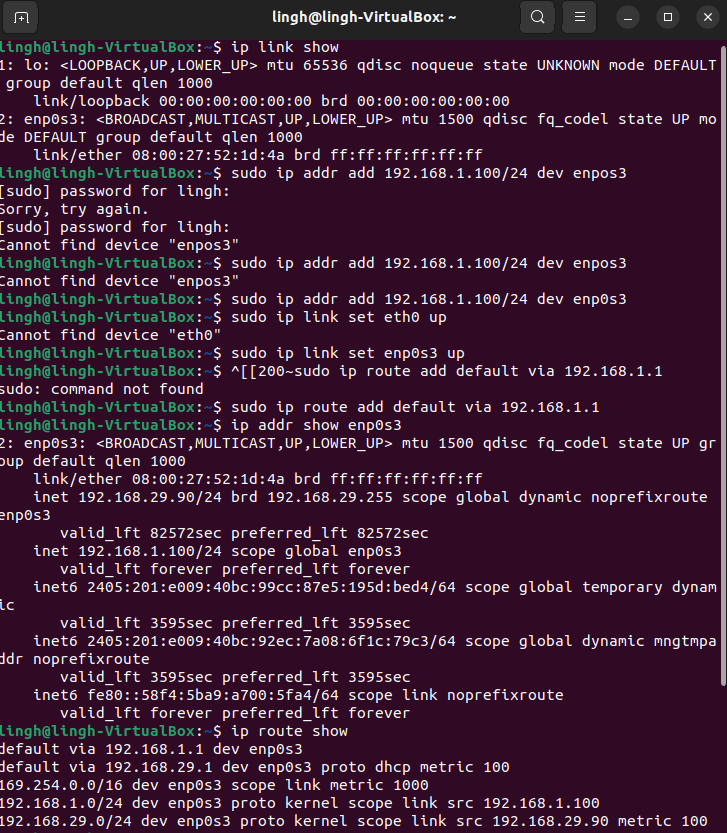 lingh@lingh-VirtualBox: ~
lingh@lingh-VirtualBox:~$ ip link show
1: lo: <LOOPBACK,UP,LOWER_UP> mtu 65536 qdisc noqueue state UNKNOWN mode DEFAULT
 group default qlen 1000
    link/loopback 00:00:00:00:00:00 brd 00:00:00:00:00:00
2: enp0s3: <BROADCAST,MULTICAST,UP,LOWER_UP> mtu 1500 qdisc fq_codel state UP mo
de DEFAULT group default qlen 1000
    link/ether 08:00:27:52:1d:4a brd ff:ff:ff:ff:ff:ff
lingh@lingh-VirtualBox:~$ sudo ip addr add 192.168.1.100/24 dev enpos3
[sudo] password for lingh:
Sorry, try again.
[sudo] password for lingh:
Cannot find device "enpos3"
lingh@lingh-VirtualBox:~$ sudo ip addr add 192.168.1.100/24 dev enpos3
Cannot find device "enpos3"
lingh@lingh-VirtualBox:~$ sudo ip addr add 192.168.1.100/24 dev enp0s3
lingh@lingh-VirtualBox:~$ sudo ip link set eth0 up
Cannot find device "eth0"
lingh@lingh-VirtualBox:~$ sudo ip link set enp0s3 up
lingh@lingh-VirtualBox:~$ ^[[200~sudo ip route add default via 192.168.1.1
sudo: command not found
lingh@lingh-VirtualBox:~$ sudo ip route add default via 192.168.1.1
lingh@lingh-VirtualBox:~$ ip addr show enp0s3
2: enp0s3: <BROADCAST,MULTICAST,UP,LOWER_UP> mtu 1500 qdisc fq_codel state UP gr
oup default qlen 1000
    link/ether 08:00:27:52:1d:4a brd ff:ff:ff:ff:ff:ff
    inet 192.168.29.90/24 brd 192.168.29.255 scope global dynamic noprefixroute
enp0s3
       valid_lft 82572sec preferred_lft 82572sec
    inet 192.168.1.100/24 scope global enp0s3
       valid_lft forever preferred_lft forever
    inet6 2405:201:e009:40bc:99cc:87e5:195d:bed4/64 scope global temporary dynam
ic
       valid_lft 3595sec preferred_lft 3595sec
    inet6 2405:201:e009:40bc:92ec:7a08:6f1c:79c3/64 scope global dynamic mngtmpa
ddr noprefixroute
       valid_lft 3595sec preferred_lft 3595sec
    inet6 fe80::58f4:5ba9:a700:5fa4/64 scope link noprefixroute
       valid_lft forever preferred_lft forever
lingh@lingh-VirtualBox:~$ ip route show
default via 192.168.1.1 dev enp0s3
default via 192.168.29.1 dev enp0s3 proto dhcp metric 100
169.254.0.0/16 dev enp0s3 scope link metric 1000
192.168.1.0/24 dev enp0s3 proto kernel scope link src 192.168.1.100
192.168.29.0/24 dev enp0s3 proto kernel scope link src 192.168.29.90 metric 100